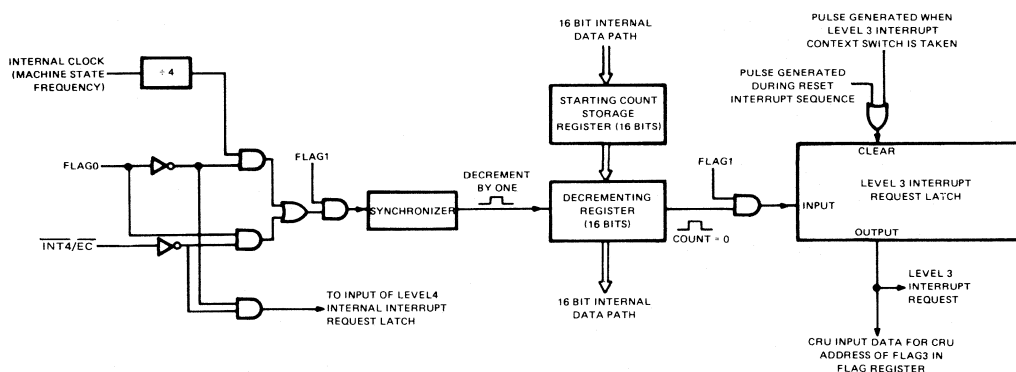 INTERNAL CLOCK
(MACHINE STATE
FREQUENCY)
÷ 4
FLAG0
INT4/EC
FLAG1
SYNCHRONIZER
TO INPUT OF LEVEL4
INTERNAL INTERRUPT
REQUEST LATCH
DECREMENT
BY ONE
16 BIT INTERNAL
DATA PATH
STARTING COUNT
STORAGE
REGISTER (16 BITS)
DECREMENTING
REGISTER
(16 BITS)
16 BIT INTERNAL
DATA PATH
COUNT = 0
FLAG1
PULSE GENERATED WHEN
LEVEL 3 INTERRUPT
CONTEXT SWITCH IS TAKEN
PULSE GENERATED
DURING RESET
INTERRUPT SEQUENCE
CLEAR
LEVEL 3 INTERRUPT
REQUEST LATCH
INPUT
OUTPUT
LEVEL 3
INTERRUPT
REQUEST
CRU INPUT DATA FOR CRU
ADDRESS OF FLAG3 IN
FLAG REGISTER